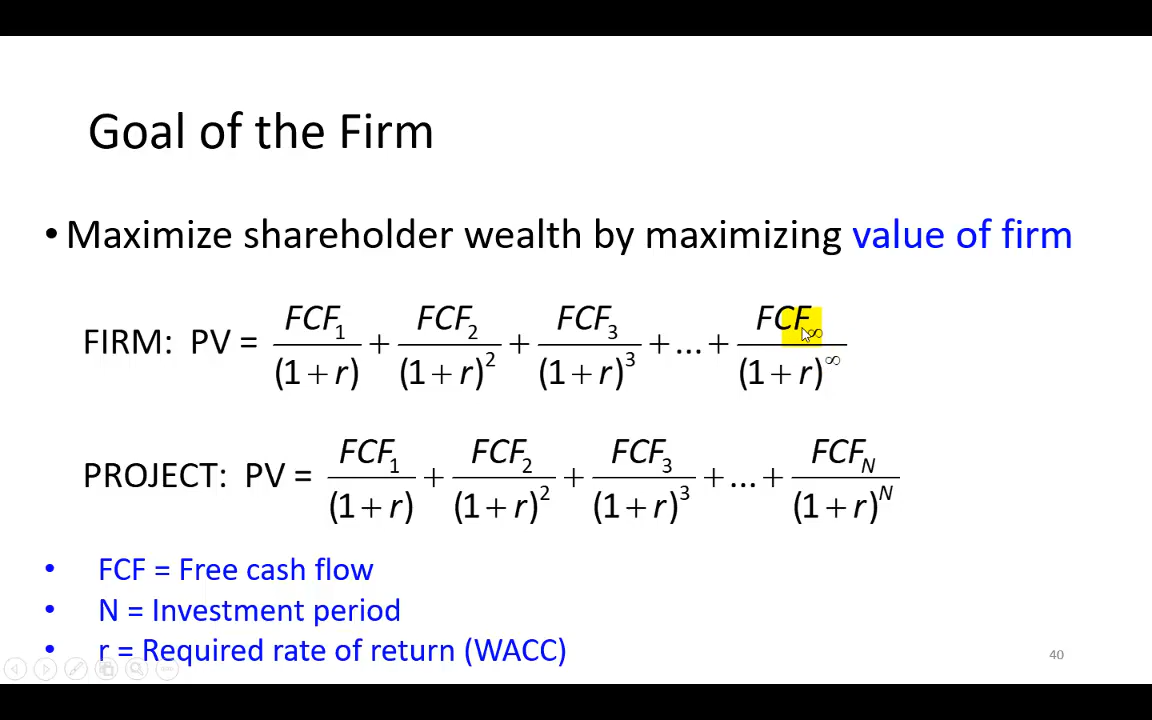 Goal of the Firm
• Maximize shareholder wealth by maximizing value of firm
FIRM: PV = FCF₁/(1 + r) + FCF₂/(1 + r)² + FCF₃/(1 + r)³ + ... + FCF∞/(1 + r)^∞
PROJECT: PV = FCF₁/(1 + r) + FCF₂/(1 + r)² + FCF₃/(1 + r)³ + ... + FCF_N/(1 + r)^N
• FCF = Free cash flow
• N = Investment period
• r = Required rate of return (WACC)
40